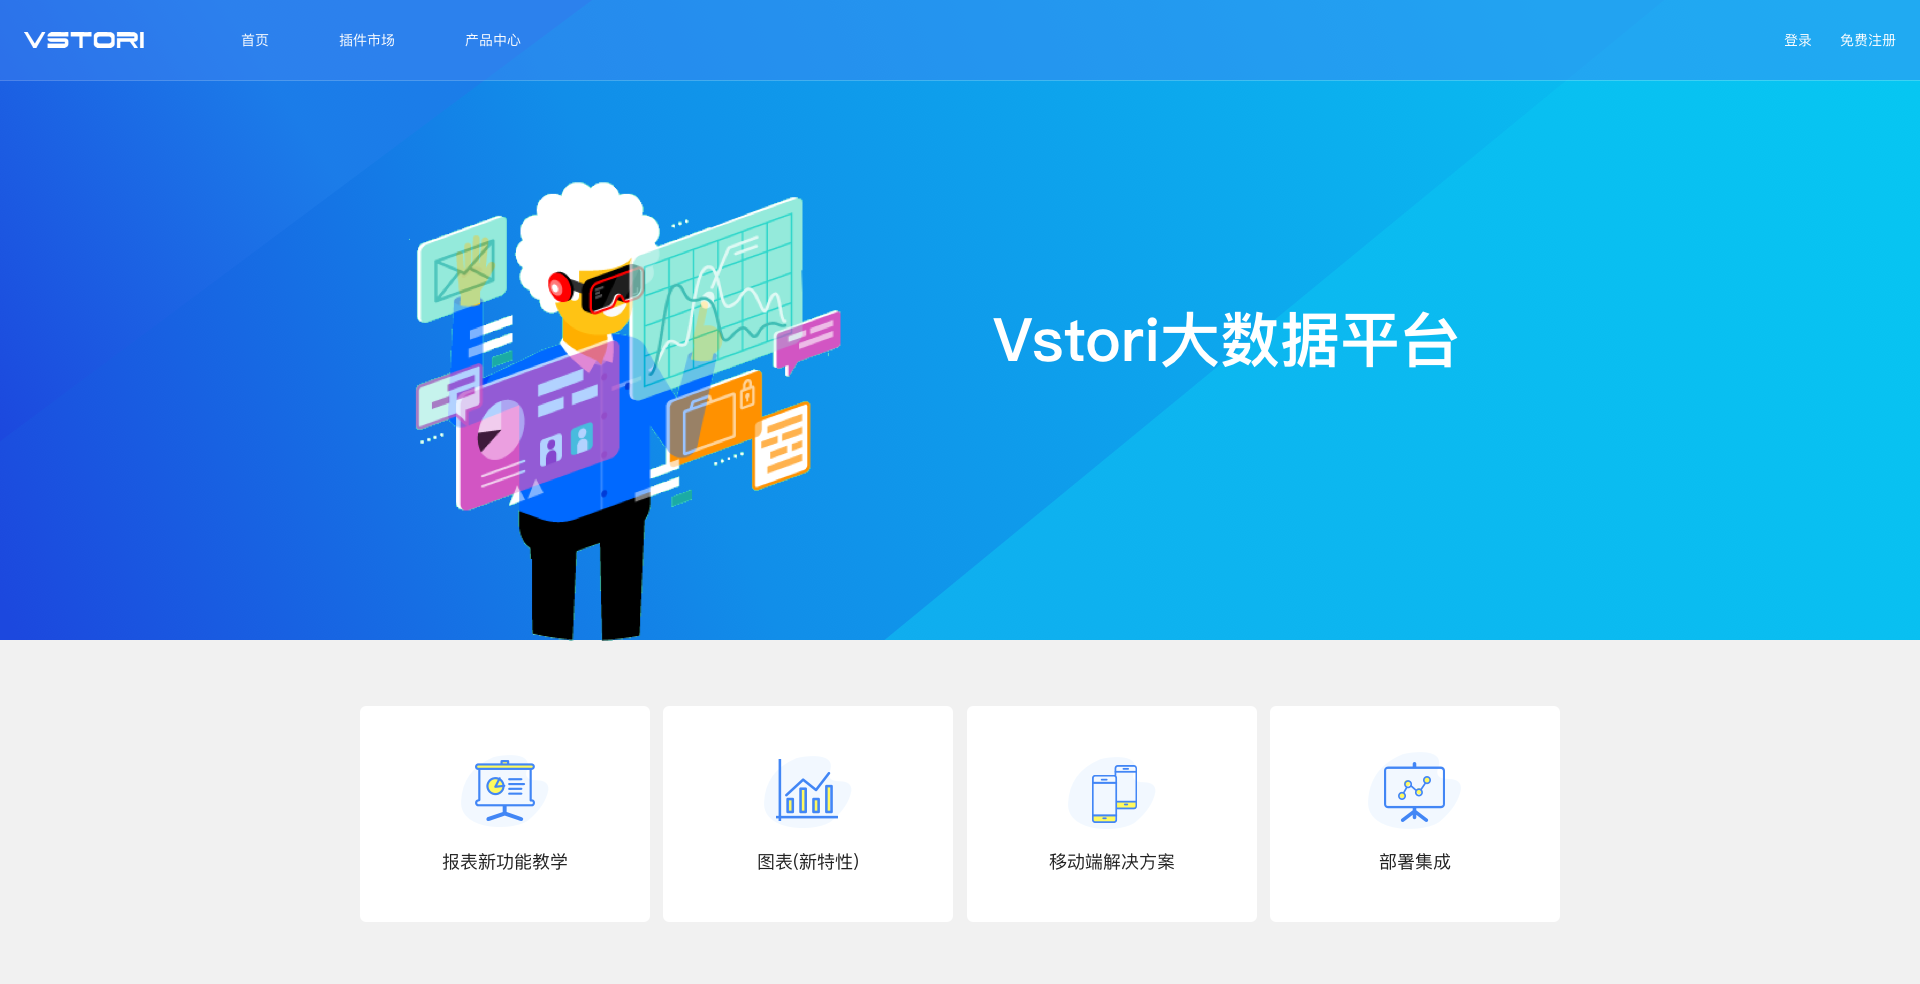 VSTORI
首页
插件市场
产品中心
登录
免费注册
Vstori大数据平台
报表新功能教学
图表(新特性)
移动端解决方案
部署集成